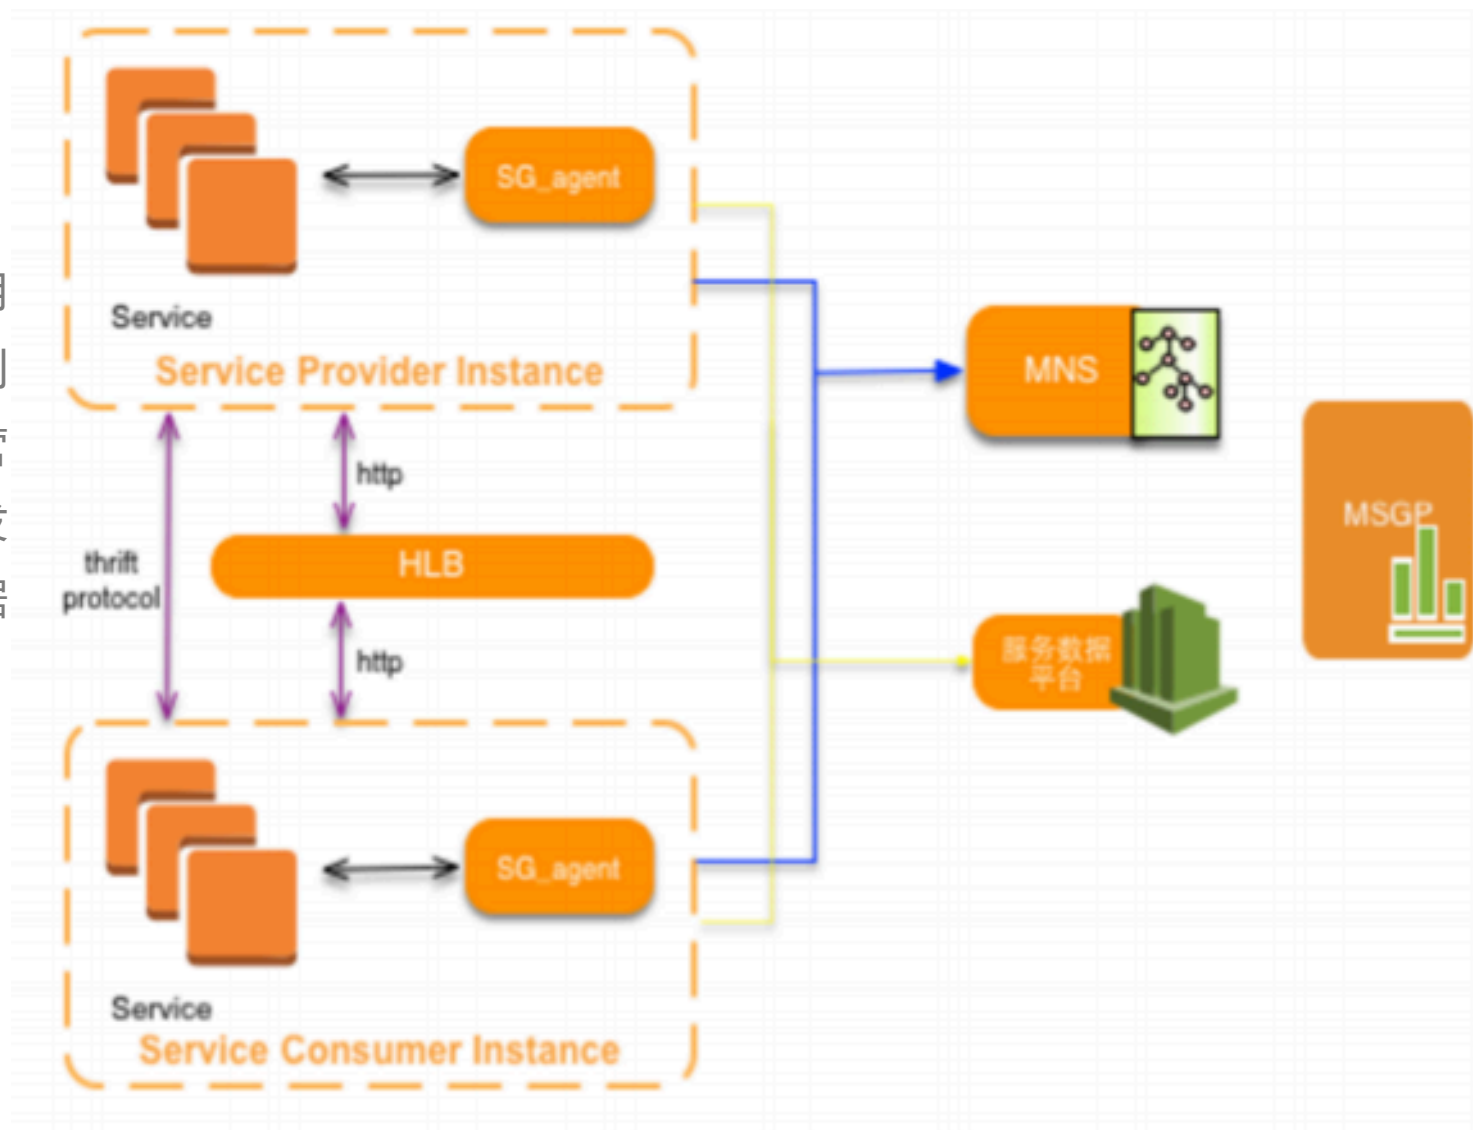 SG_agent
Service
Service Provider Instance
http
thrift
protocol
HLB
http
SG_agent
Service
Service Consumer Instance
MNS
服务数据
平台
MSGP